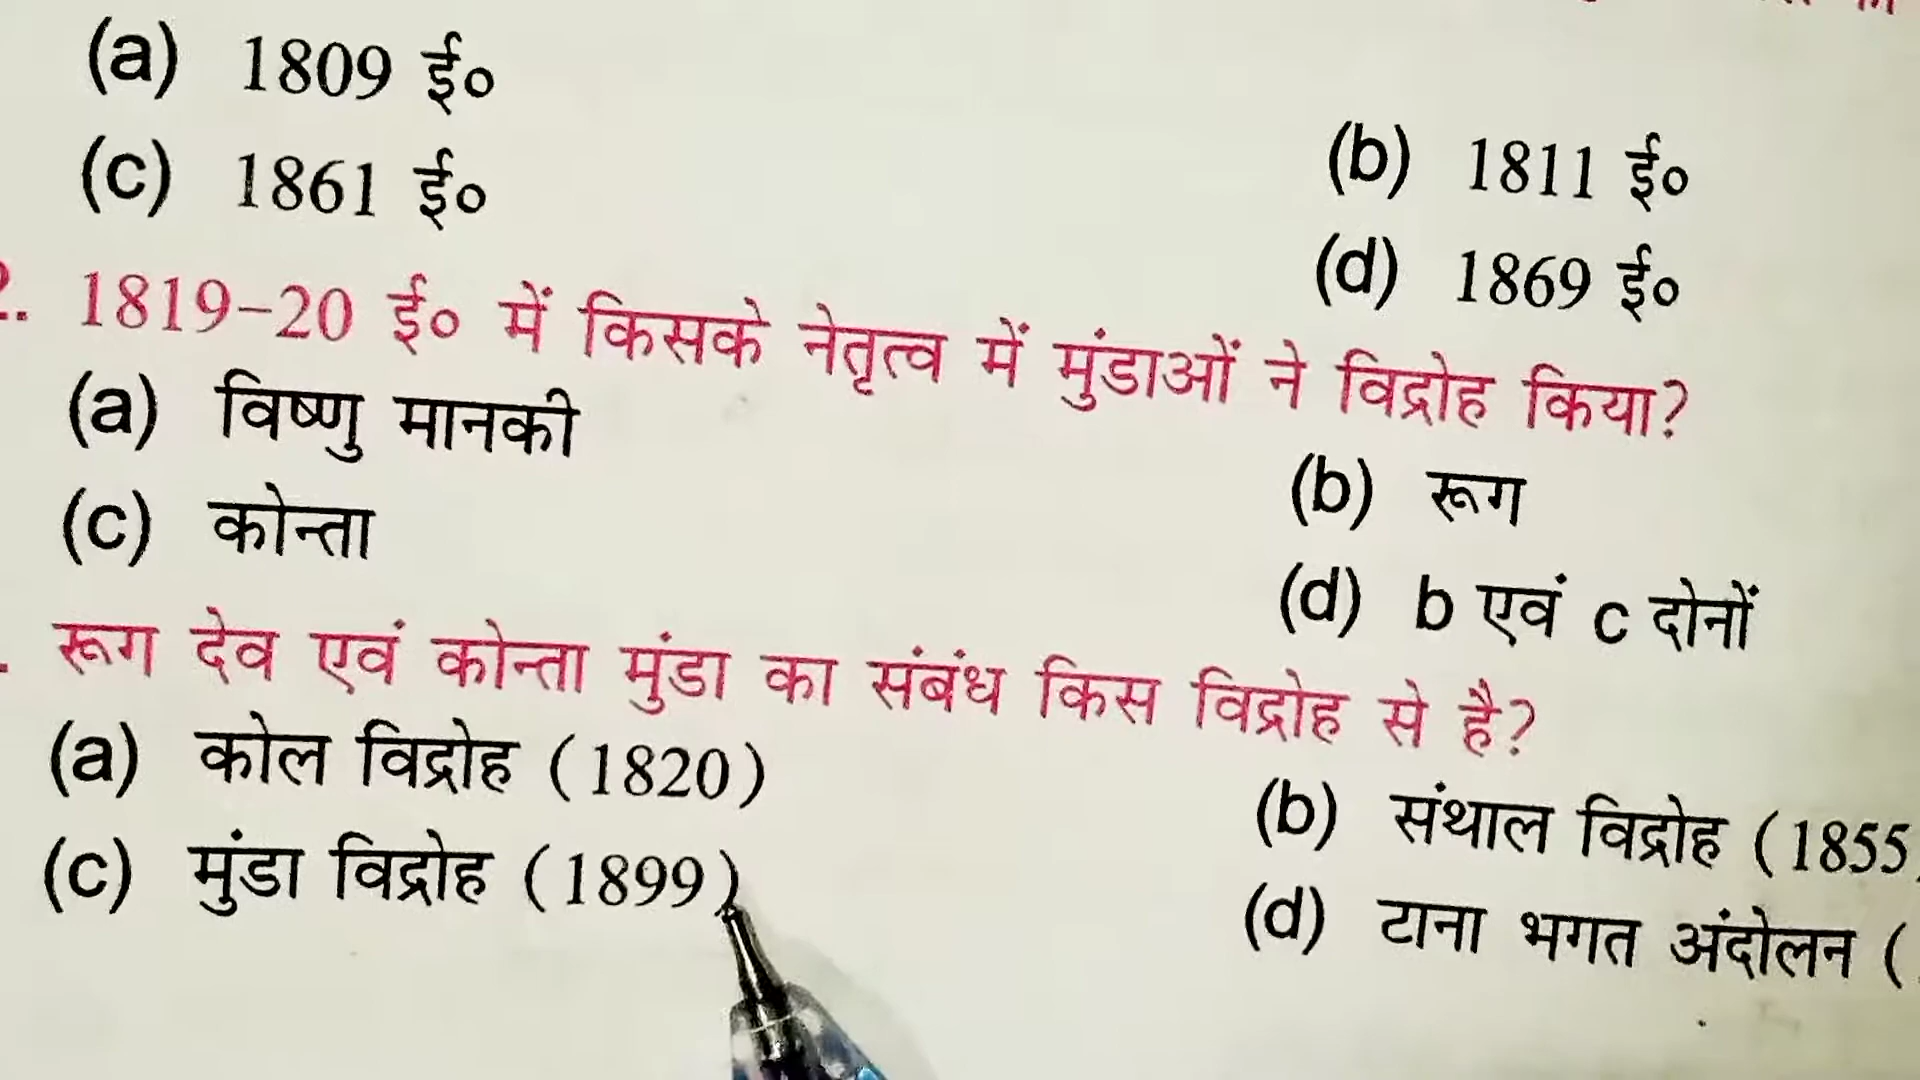 (a) 1809 ई०
(b) 1811 ई०
(c) 1861 ई०
(d) 1869 ई०
1819-20 ई० में किसके नेतृत्व में मुंडाओं ने विद्रोह किया?
(a) विष्णु मानकी
(b) रूग
(c) कोन्ता
(d) b एवं c दोनों
रूग देव एवं कोन्ता मुंडा का संबंध किस विद्रोह से है?
(a) कोल विद्रोह (1820)
(b) संथाल विद्रोह (1855
(c) मुंडा विद्रोह (1899)
(d) टाना भगत अंदोलन (